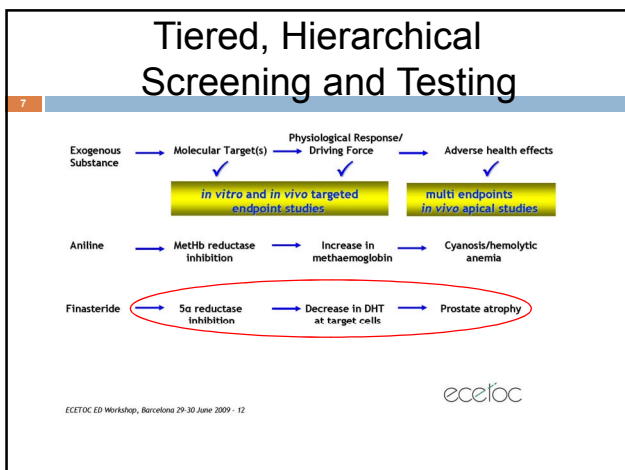 Tiered, Hierarchical
Screening and Testing
7
Exogenous
Substance
Molecular Target(s)
Physiological Response/
Driving Force
Adverse health effects
in vitro and in vivo targeted
endpoint studies
multi endpoints
in vivo apical studies
Aniline
MetHb reductase
inhibition
Increase in
methaemoglobin
Cyanosis/hemolytic
anemia
Finasteride
5α reductase
inhibition
Decrease in DHT
at target cells
Prostate atrophy
ecetoc
ECETOC ED Workshop, Barcelona 29-30 June 2009 - 12